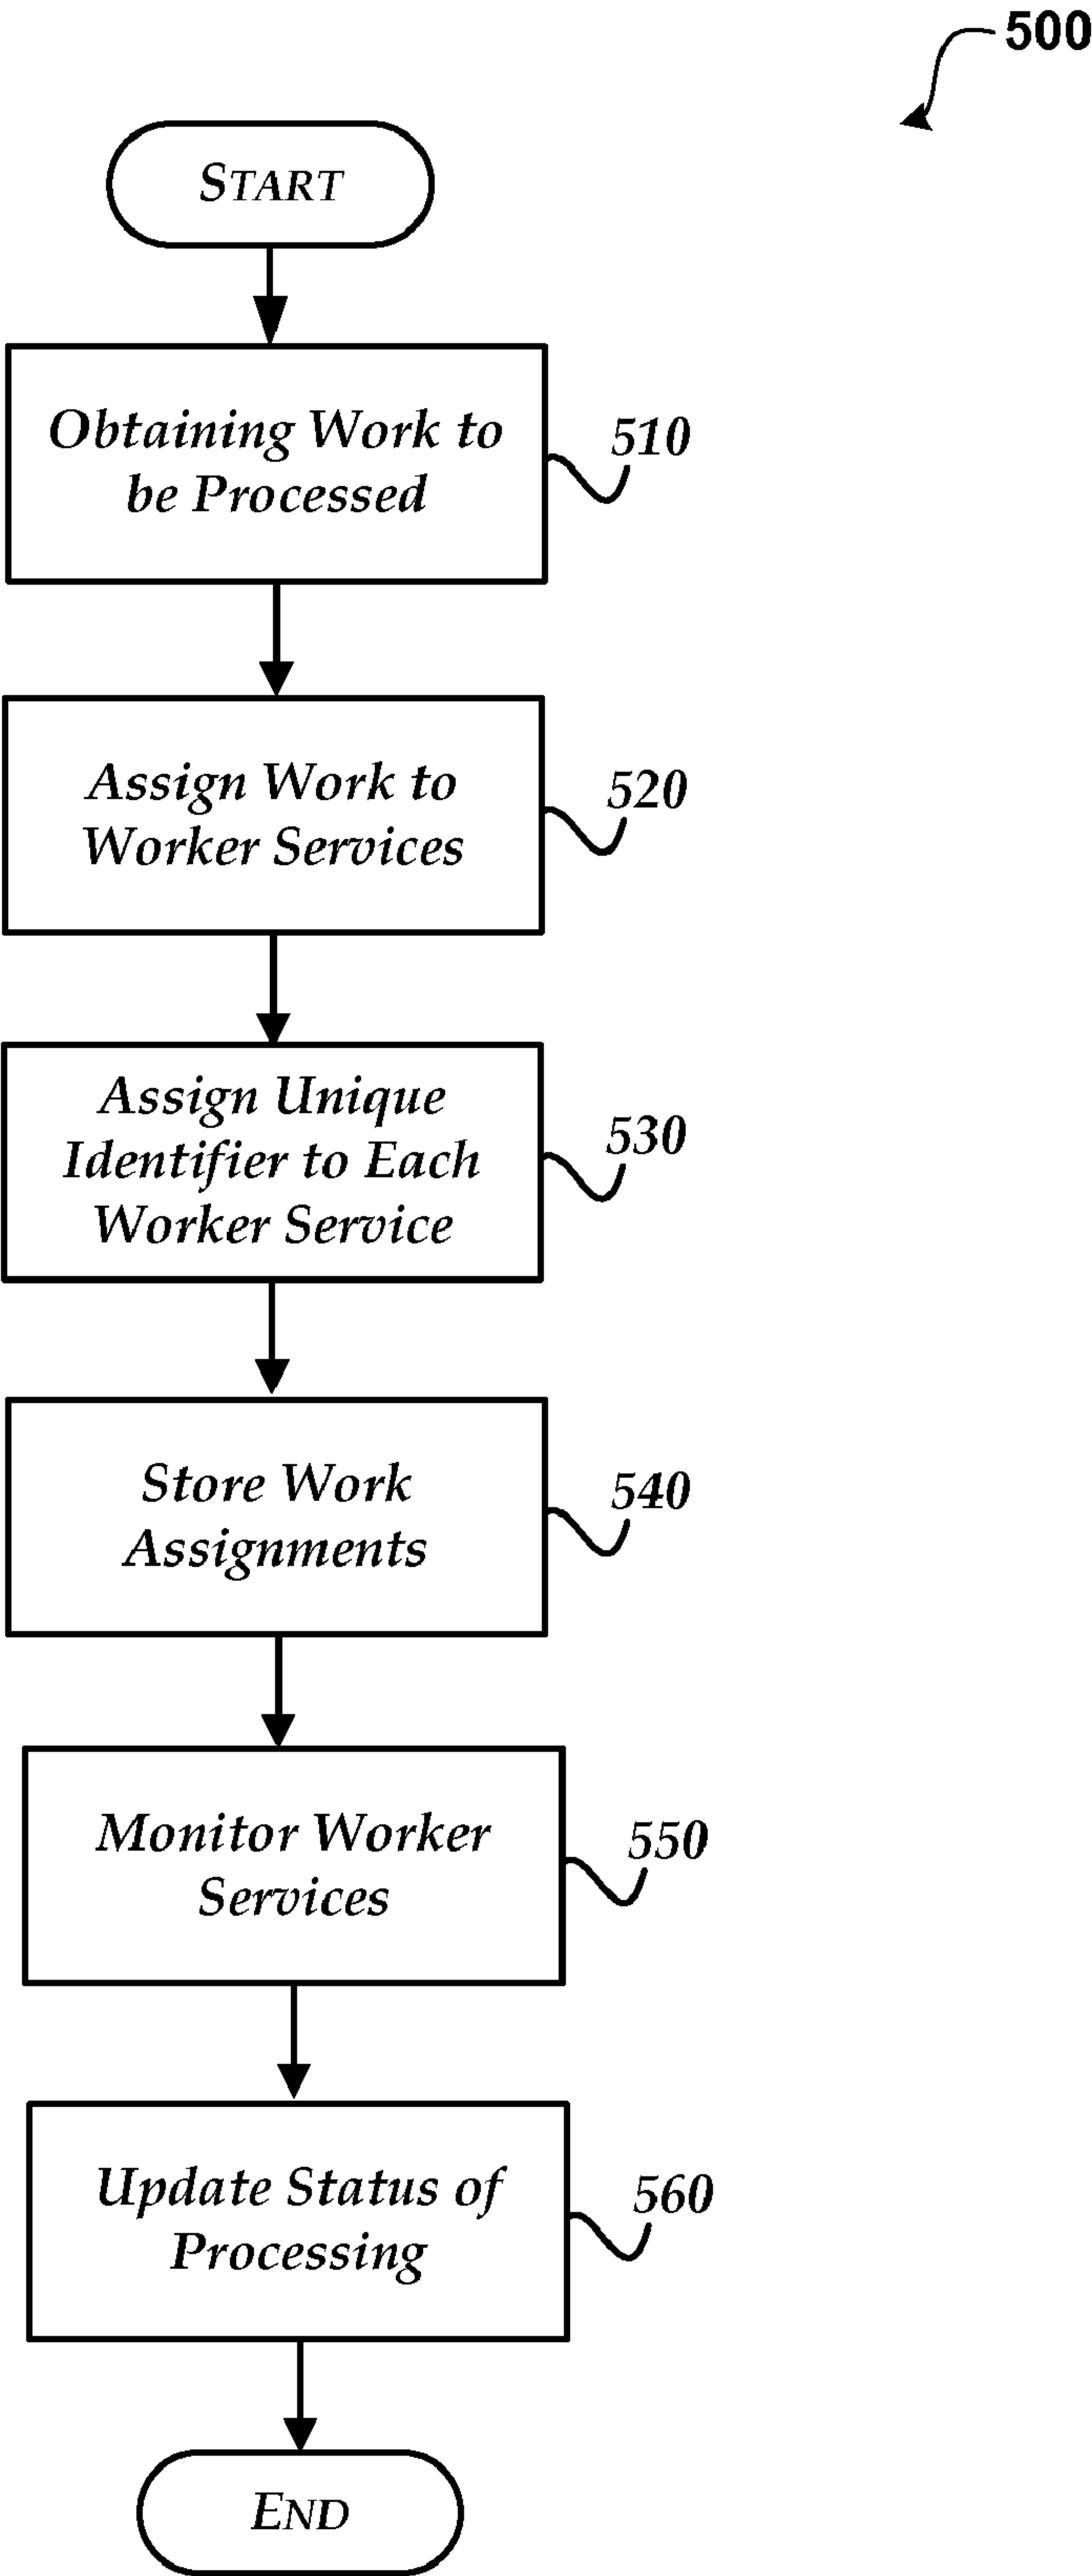 500
START
Obtaining Work to
be Processed
510
Assign Work to
Worker Services
520
Assign Unique
Identifier to Each
Worker Service
530
Store Work
Assignments
540
Monitor Worker
Services
550
Update Status of
Processing
560
END